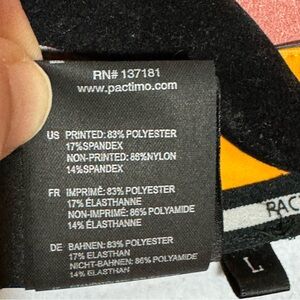 RN# 137181
www.pactimo.com
US PRINTED: 83% POLYESTER
17%SPANDEX
NON-PRINTED: 86%NYLON
14%SPANDEX
FR IMPRIMÉ: 83% POLYESTER
17% ÉLASTHANNE
NON-IMPRIMÉ: 86% POLYAMIDE
14% ÉLASTHANNE
DE BAHNEN: 83% POLYESTER
17% ELASTHAN
NICHT-BAHNEN: 86% POLYAMIDE
14% ELASTHAN
PAC
L